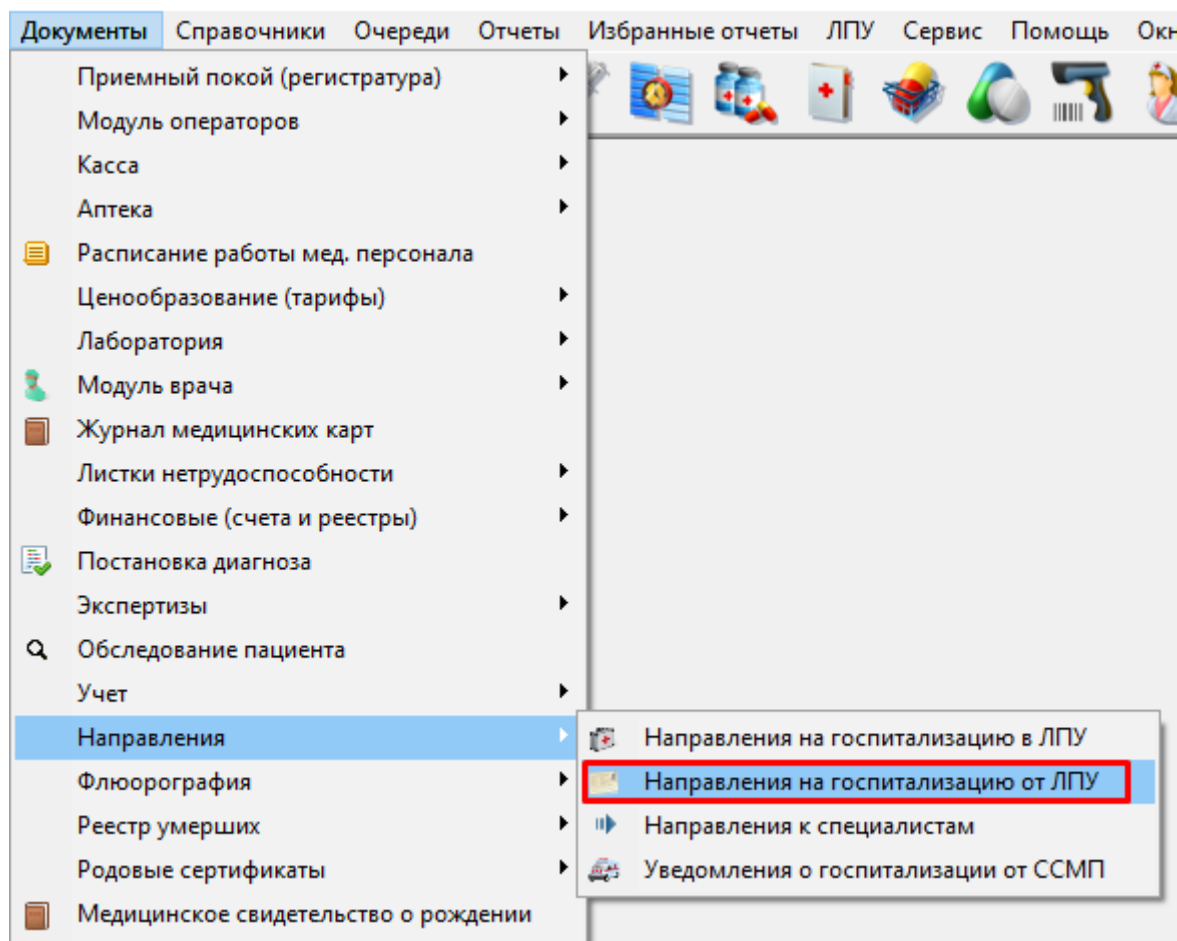 Документы Справочники Очереди Отчеты Избранные отчеты ЛПУ Сервис Помощь Окн
Приемный покой (регистратура)
Модуль операторов
Касса
Аптека
Расписание работы мед. персонала
Ценообразование (тарифы)
Лаборатория
Модуль врача
Журнал медицинских карт
Листки нетрудоспособности
Финансовые (счета и реестры)
Постановка диагноза
Экспертизы
Обследование пациента
Учет
Направления
Направления на госпитализацию в ЛПУ
Флюорография
Направления на госпитализацию от ЛПУ
Реестр умерших
Направления к специалистам
Родовые сертификаты
Уведомления о госпитализации от ССМП
Медицинское свидетельство о рождении